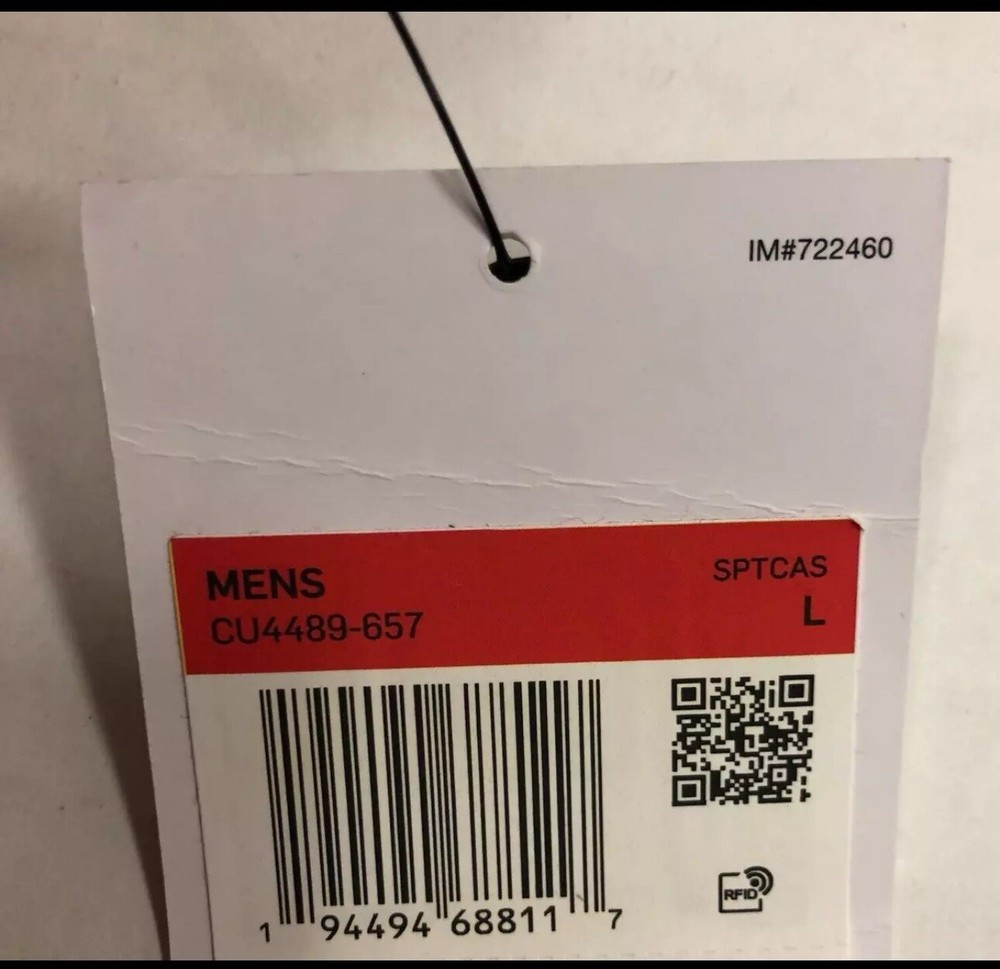 IM#722460
MENS
SPTCAS
CU4489-657
L
1 94494 68811 7
RFID